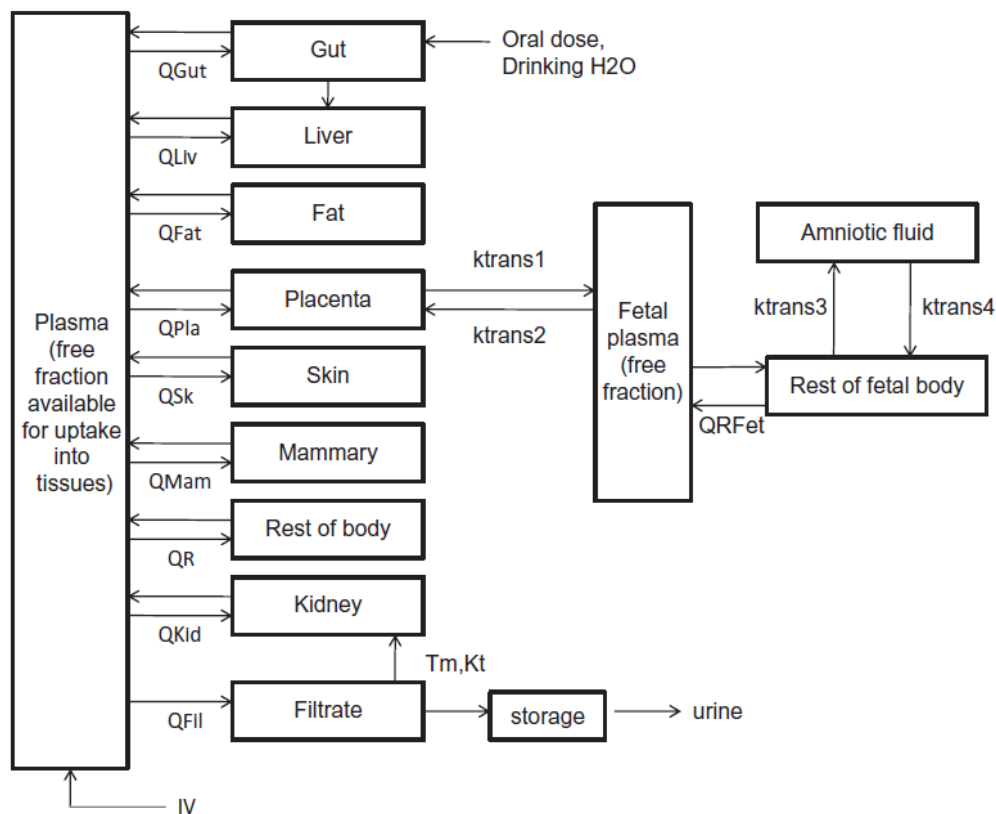 Plasma
(free
fraction
available
for uptake
into
tissues)
Gut
QGut
Oral dose,
Drinking H2O
Liver
QLiv
Fat
QFat
Placenta
QPla
ktrans1
ktrans2
Skin
QSk
Mammary
QMam
Rest of body
QR
Kidney
QKid
Tm,Kt
Filtrate
QFil
storage
urine
IV
Fetal
plasma
(free
fraction)
Amniotic fluid
ktrans3
ktrans4
Rest of fetal body
QRFet